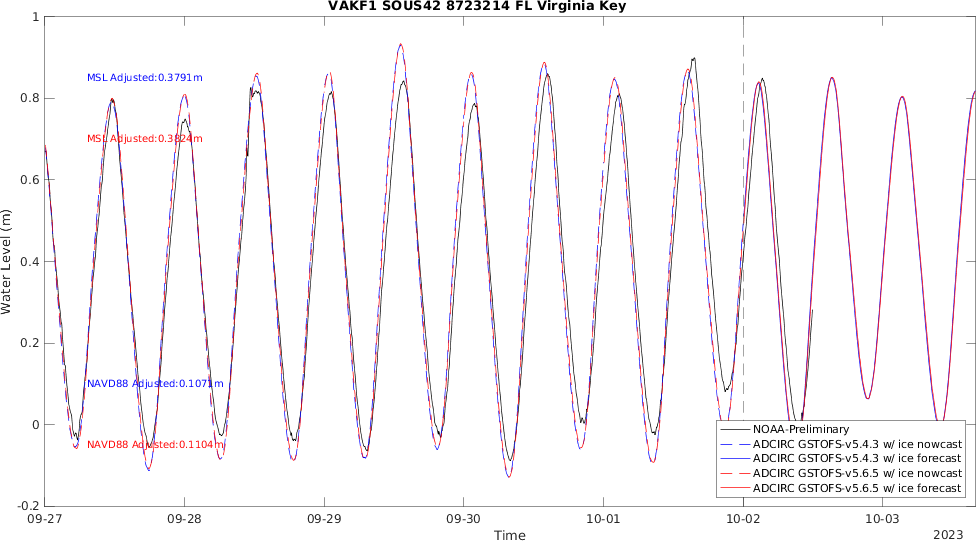 VAKF1 SOUS42 8723214 FL Virginia Key
1
0.8
0.6
0.4
0.2
0
-0.2
Water Level (m)
MSL Adjusted:0.3791m
MSL Adjusted:0.3824m
NAVD88 Adjusted:0.1071m
NAVD88 Adjusted:0.1104m
NOAA-Preliminary
ADCIRC GSTOFS-v5.4.3 w/ ice nowcast
ADCIRC GSTOFS-v5.4.3 w/ ice forecast
ADCIRC GSTOFS-v5.6.5 w/ ice nowcast
ADCIRC GSTOFS-v5.6.5 w/ ice forecast
09-27 09-28 09-29 09-30 10-01 10-02 10-03
Time
2023